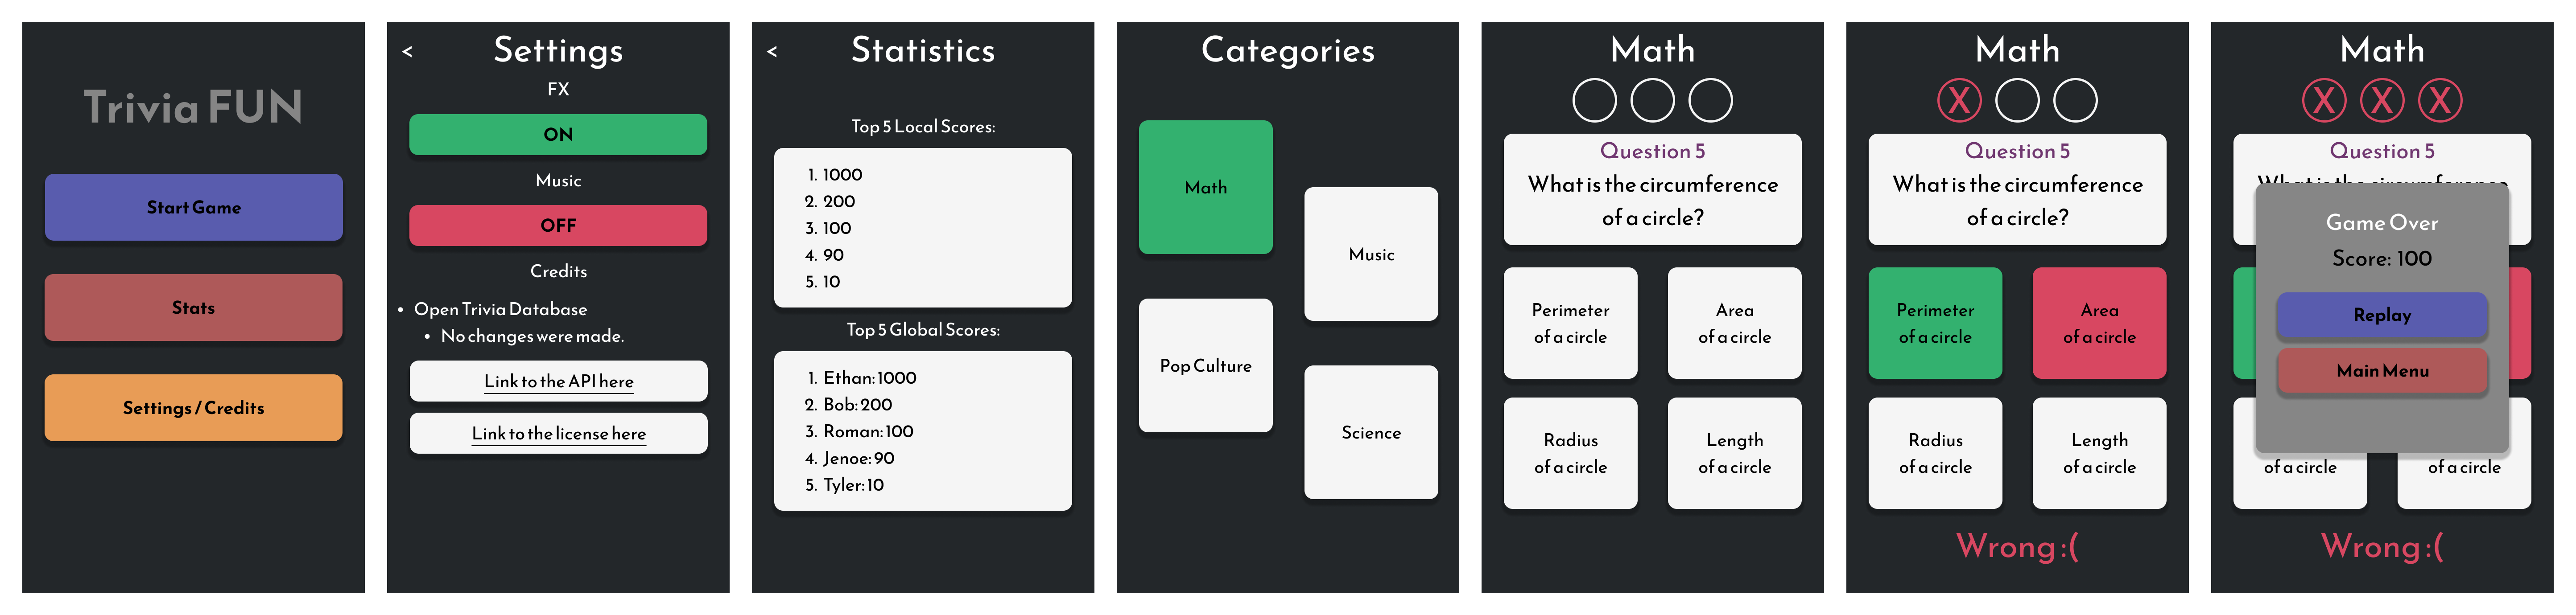 Trivia FUN
Start Game
Stats
Settings / Credits
<
Settings
FX
ON
Music
OFF
Credits
• Open Trivia Database
• No changes were made.
Link to the API here
Link to the license here
<
Statistics
Top 5 Local Scores:
1. 1000
2. 200
3. 100
4. 90
5. 10
Top 5 Global Scores:
1. Ethan: 1000
2. Bob: 200
3. Roman: 100
4. Jenoe: 90
5. Tyler: 10
Categories
Math
Music
Pop Culture
Science
Math
Question 5
What is the circumference
of a circle?
Perimeter
of a circle
Area
of a circle
Radius
of a circle
Length
of a circle
Math
X
Question 5
What is the circumference
of a circle?
Perimeter
of a circle
Area
of a circle
Radius
of a circle
Length
of a circle
Wrong :(
Math
X X X
Question 5
What is the circumference
Game Over
Score: 100
Replay
Main Menu
of a circle
of a circle
Wrong :(